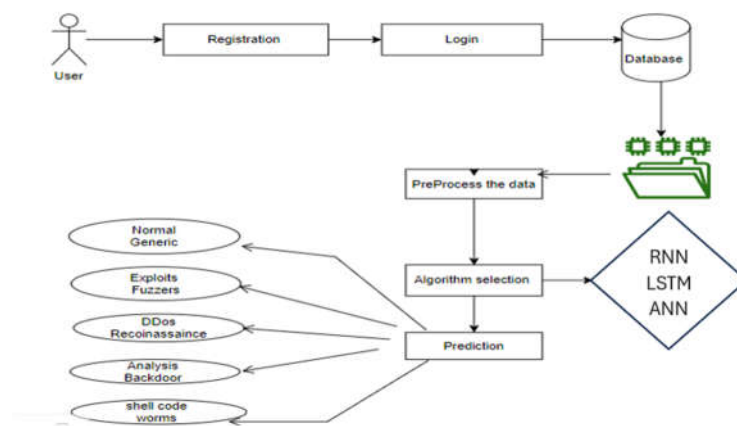 Registration
Login
User
Database
PreProcess the data
Normal
Generic
RNN
LSTM
ANN
Exploits
Fuzzers
Algorithm selection
DDos
Recoinassaince
Prediction
Analysis
Backdoor
shell code
worms